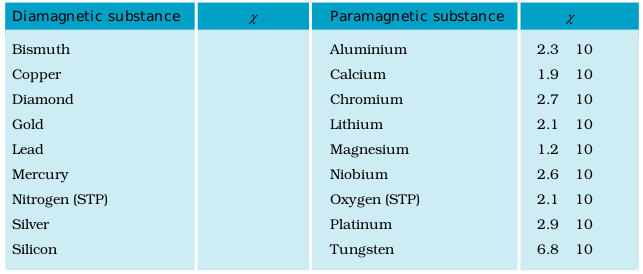 Diamagnetic substance χ Paramagnetic substance χ
Bismuth Aluminium 2.3 10
Copper Calcium 1.9 10
Diamond Chromium 2.7 10
Gold Lithium 2.1 10
Lead Magnesium 1.2 10
Mercury Niobium 2.6 10
Nitrogen (STP) Oxygen (STP) 2.1 10
Silver Platinum 2.9 10
Silicon Tungsten 6.8 10